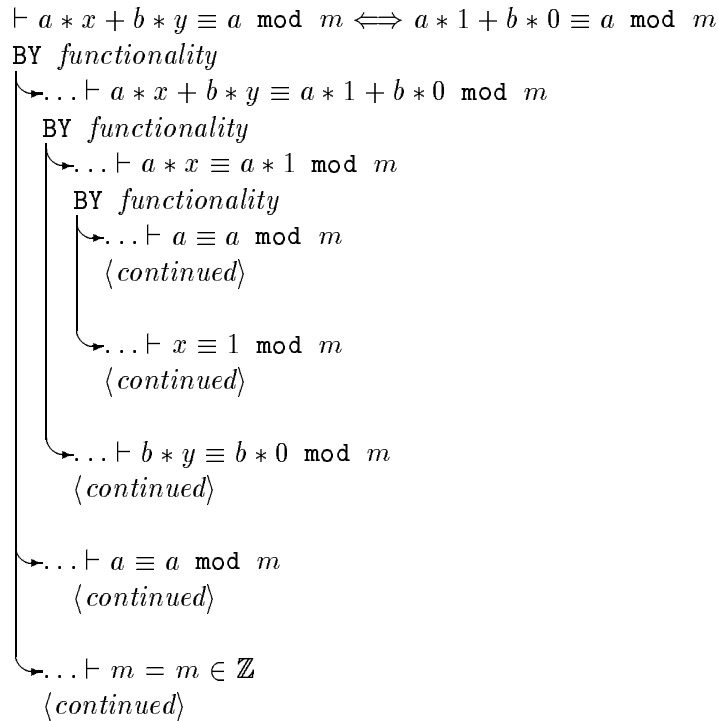 ⊢ a ∗ x + b ∗ y ≡ a mod m ⟺ a ∗ 1 + b ∗ 0 ≡ a mod m
BY functionality
... ⊢ a ∗ x + b ∗ y ≡ a ∗ 1 + b ∗ 0 mod m
BY functionality
... ⊢ a ∗ x ≡ a ∗ 1 mod m
BY functionality
... ⊢ a ≡ a mod m
⟨continued⟩
... ⊢ x ≡ 1 mod m
⟨continued⟩
... ⊢ b ∗ y ≡ b ∗ 0 mod m
⟨continued⟩
... ⊢ a ≡ a mod m
⟨continued⟩
... ⊢ m = m ∈ ℤ
⟨continued⟩